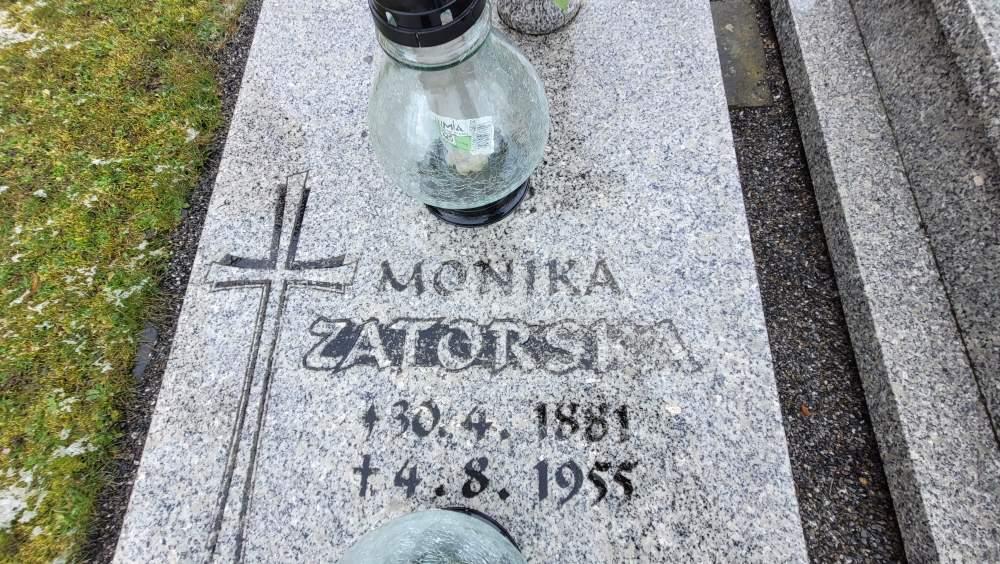 MONIKA
ZATORSKA
* 30. 4. 1881
† 4. 8. 1955